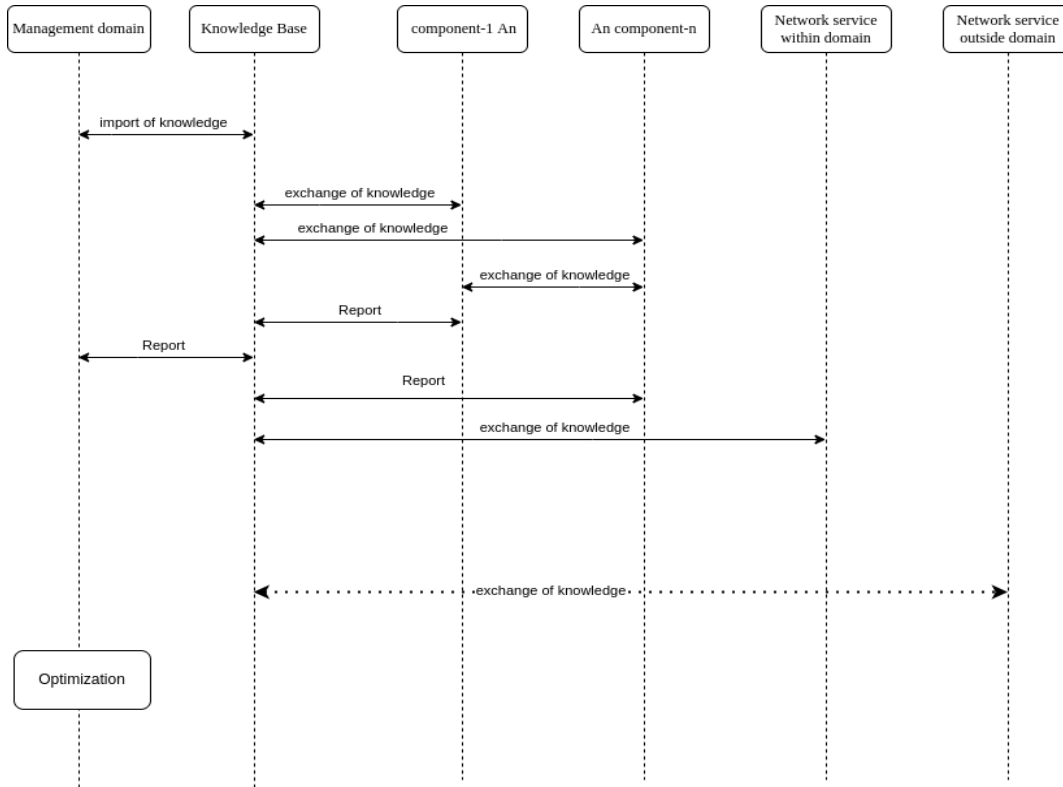 Management domain
Knowledge Base
component-1 An
An component-n
Network service
within domain
Network service
outside domain
import of knowledge
exchange of knowledge
exchange of knowledge
exchange of knowledge
Report
Report
Report
exchange of knowledge
exchange of knowledge
Optimization